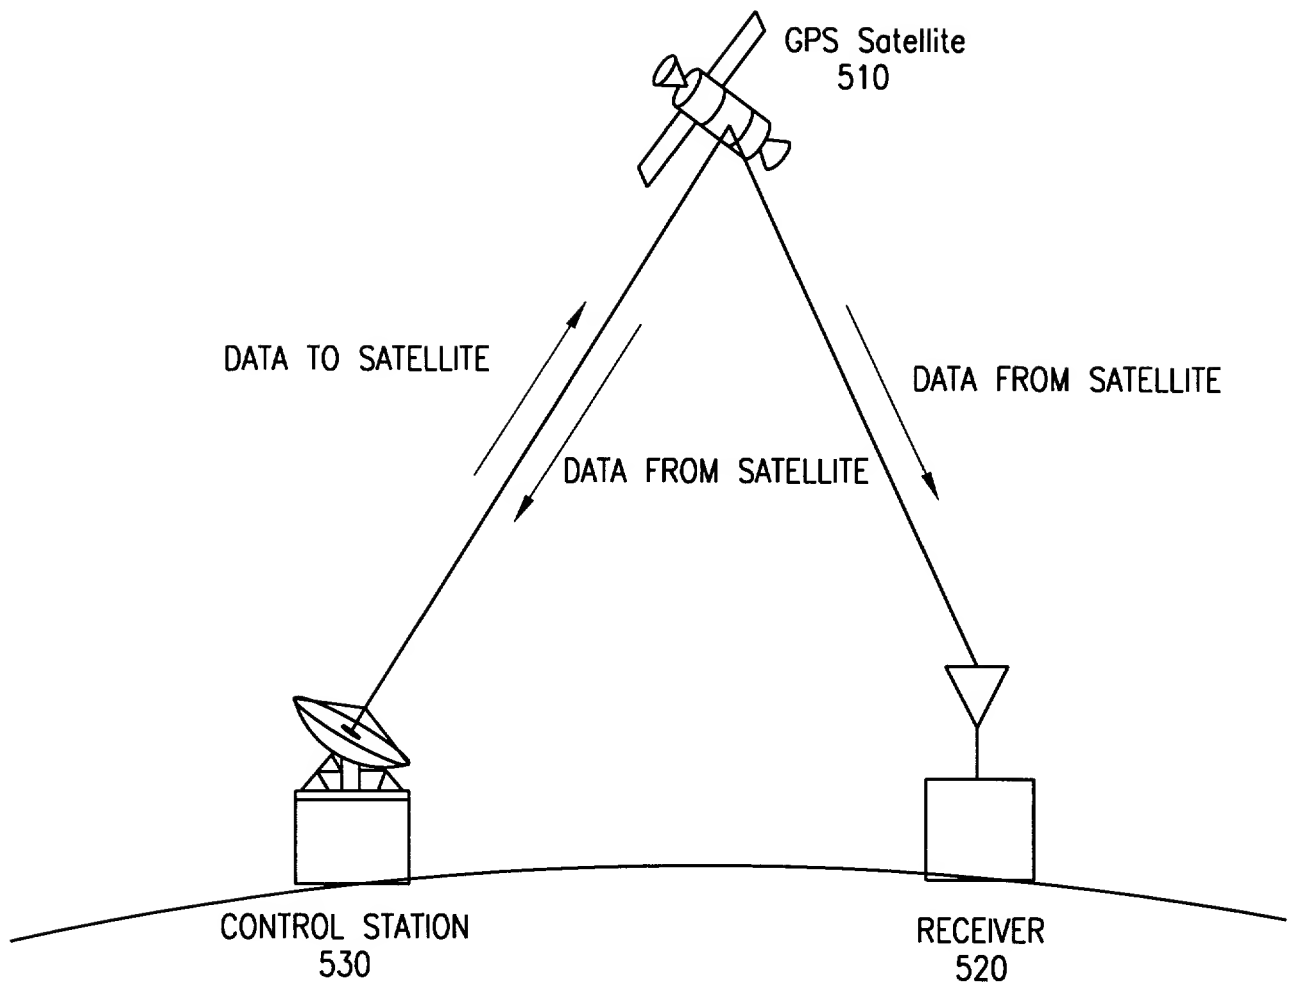 GPS Satellite
510
DATA TO SATELLITE
DATA FROM SATELLITE
DATA FROM SATELLITE
CONTROL STATION
530
RECEIVER
520